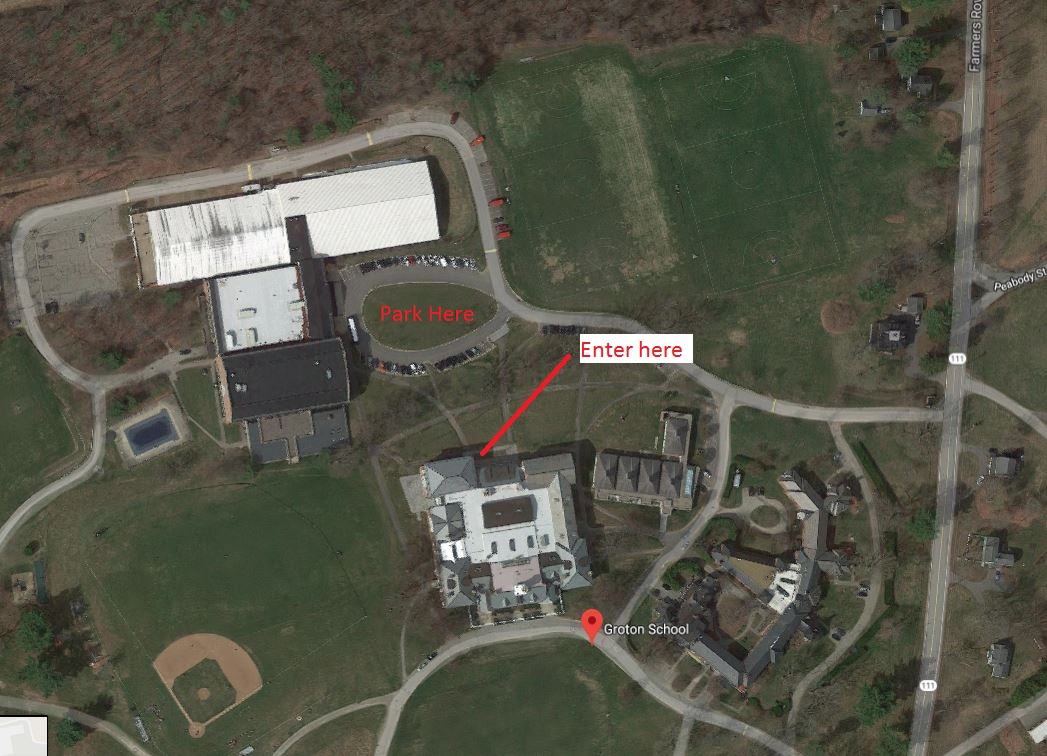 Farmers Row
Peabody St
Park Here
Enter here
111
Groton School
111